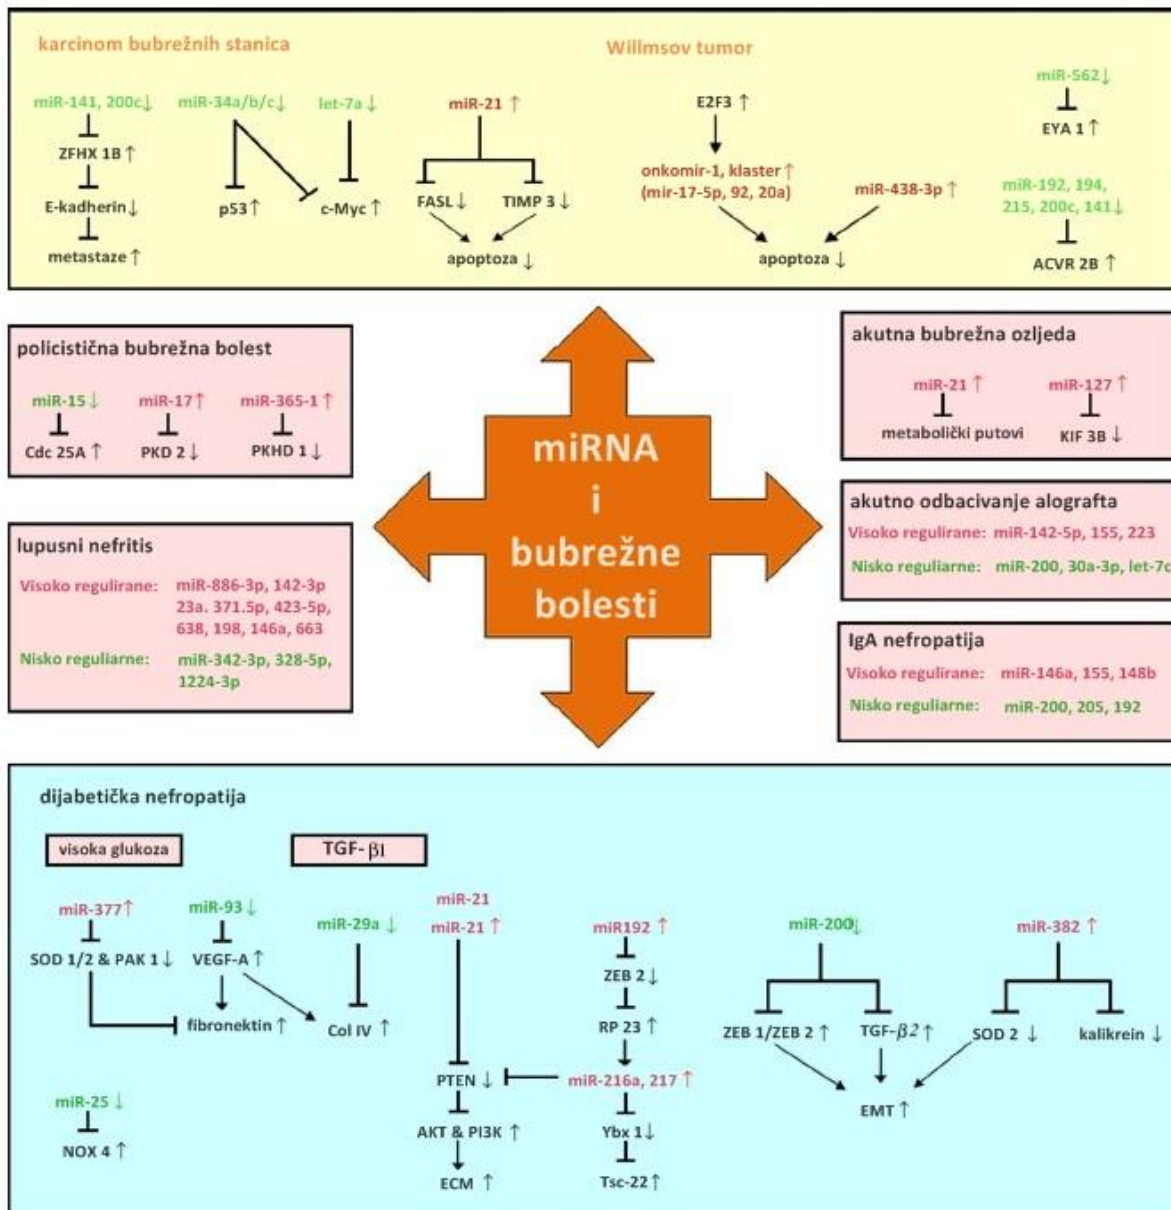 karcinom bubrežnih stanica
Willmsov tumor
miR-141, 200c↓
miR-34a/b/c↓
let-7a ↓
miR-21 ↑
E2F3 ↑
miR-562↓
EYA 1 ↑
ZFHX 1B ↑
onkomir-1, klaster ↑
(mir-17-5p, 92, 20a)
miR-438-3p ↑
miR-192, 194,
215, 200c, 141↓
E-kadherin↓
p53↑
c-Myc ↑
FASL ↓
TIMP 3 ↓
metastaze ↑
apoptoza ↓
apoptoza ↓
ACVR 2B ↑
policistična bubrežna bolest
miR-15 ↓
miR-17 ↑
miR-365-1 ↑
Cdc 25A ↑
PKD 2 ↓
PKHD 1 ↓
akutna bubrežna ozljeda
miR-21 ↑
miR-127 ↑
metabolički putovi
KIF 3B ↓
miRNA
i
bubrežne
bolesti
lupusni nefritis
Visoko regulirane: miR-886-3p, 142-3p
23a. 371.5p, 423-5p,
638, 198, 146a, 663
Nisko reguliarne: miR-342-3p, 328-5p,
1224-3p
akutno odbacivanje alografta
Visoko regulirane: miR-142-5p, 155, 223
Nisko reguliarne: miR-200, 30a-3p, let-7c
IgA nefropatija
Visoko regulirane: miR-146a, 155, 148b
Nisko reguliarne: miR-200, 205, 192
dijabetička nefropatija
visoka glukoza
TGF- β1
miR-377↑
miR-93 ↓
miR-29a ↓
miR-21
miR-21 ↑
miR192 ↑
miR-200↓
miR-382 ↑
SOD 1/2 & PAK 1 ↓
VEGF-A ↑
ZEB 2 ↓
fibronektin ↑
Col IV ↑
RP 23 ↑
ZEB 1/ZEB 2 ↑
TGF-β2 ↑
SOD 2 ↓
kalikrein ↓
PTEN ↓
miR-216a, 217 ↑
miR-25 ↓
EMT ↑
NOX 4 ↑
AKT & PI3K ↑
Ybx 1↓
ECM ↑
Tsc-22↑